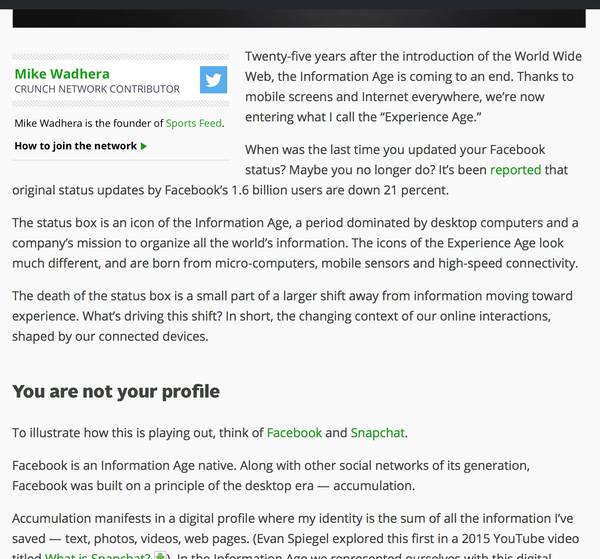 Mike Wadhera
CRUNCH NETWORK CONTRIBUTOR
Mike Wadhera is the founder of Sports Feed.
How to join the network
Twenty-five years after the introduction of the World Wide
Web, the Information Age is coming to an end. Thanks to
mobile screens and Internet everywhere, we’re now
entering what I call the “Experience Age.”
When was the last time you updated your Facebook
status? Maybe you no longer do? It’s been reported that
original status updates by Facebook’s 1.6 billion users are down 21 percent.
The status box is an icon of the Information Age, a period dominated by desktop computers and a
company’s mission to organize all the world’s information. The icons of the Experience Age look
much different, and are born from micro-computers, mobile sensors and high-speed connectivity.
The death of the status box is a small part of a larger shift away from information moving toward
experience. What’s driving this shift? In short, the changing context of our online interactions,
shaped by our connected devices.
You are not your profile
To illustrate how this is playing out, think of Facebook and Snapchat.
Facebook is an Information Age native. Along with other social networks of its generation,
Facebook was built on a principle of the desktop era — accumulation.
Accumulation manifests in a digital profile where my identity is the sum of all the information I’ve
saved — text, photos, videos, web pages. (Evan Spiegel explored this first in a 2015 YouTube video
titled What is Snapchat? ). In the Information Age we represented ourselves with this digital